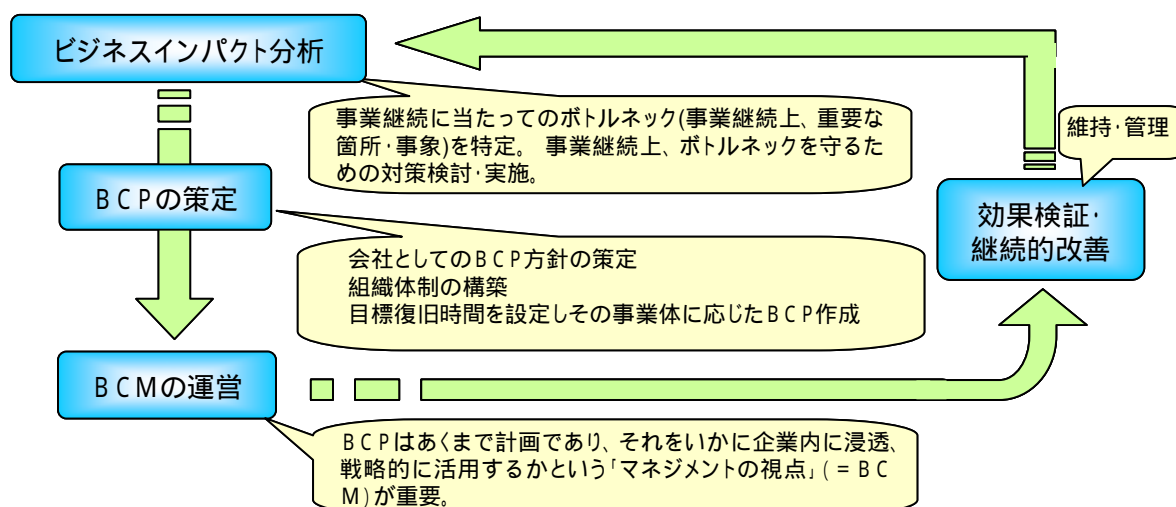 ビジネスインパクト分析
事業継続に当たってのボトルネック(事業継続上、重要な
箇所・事象)を特定。 事業継続上、ボトルネックを守るた
めの対策検討・実施。
維持・管理
BCPの策定
効果検証・
継続的改善
会社としてのBCP方針の策定
組織体制の構築
目標復旧時間を設定しその事業体に応じたBCP作成
BCMの運営
BCPはあくまで計画であり、それをいかに企業内に浸透、
戦略的に活用するかという「マネジメントの視点」(=BC
M)が重要。